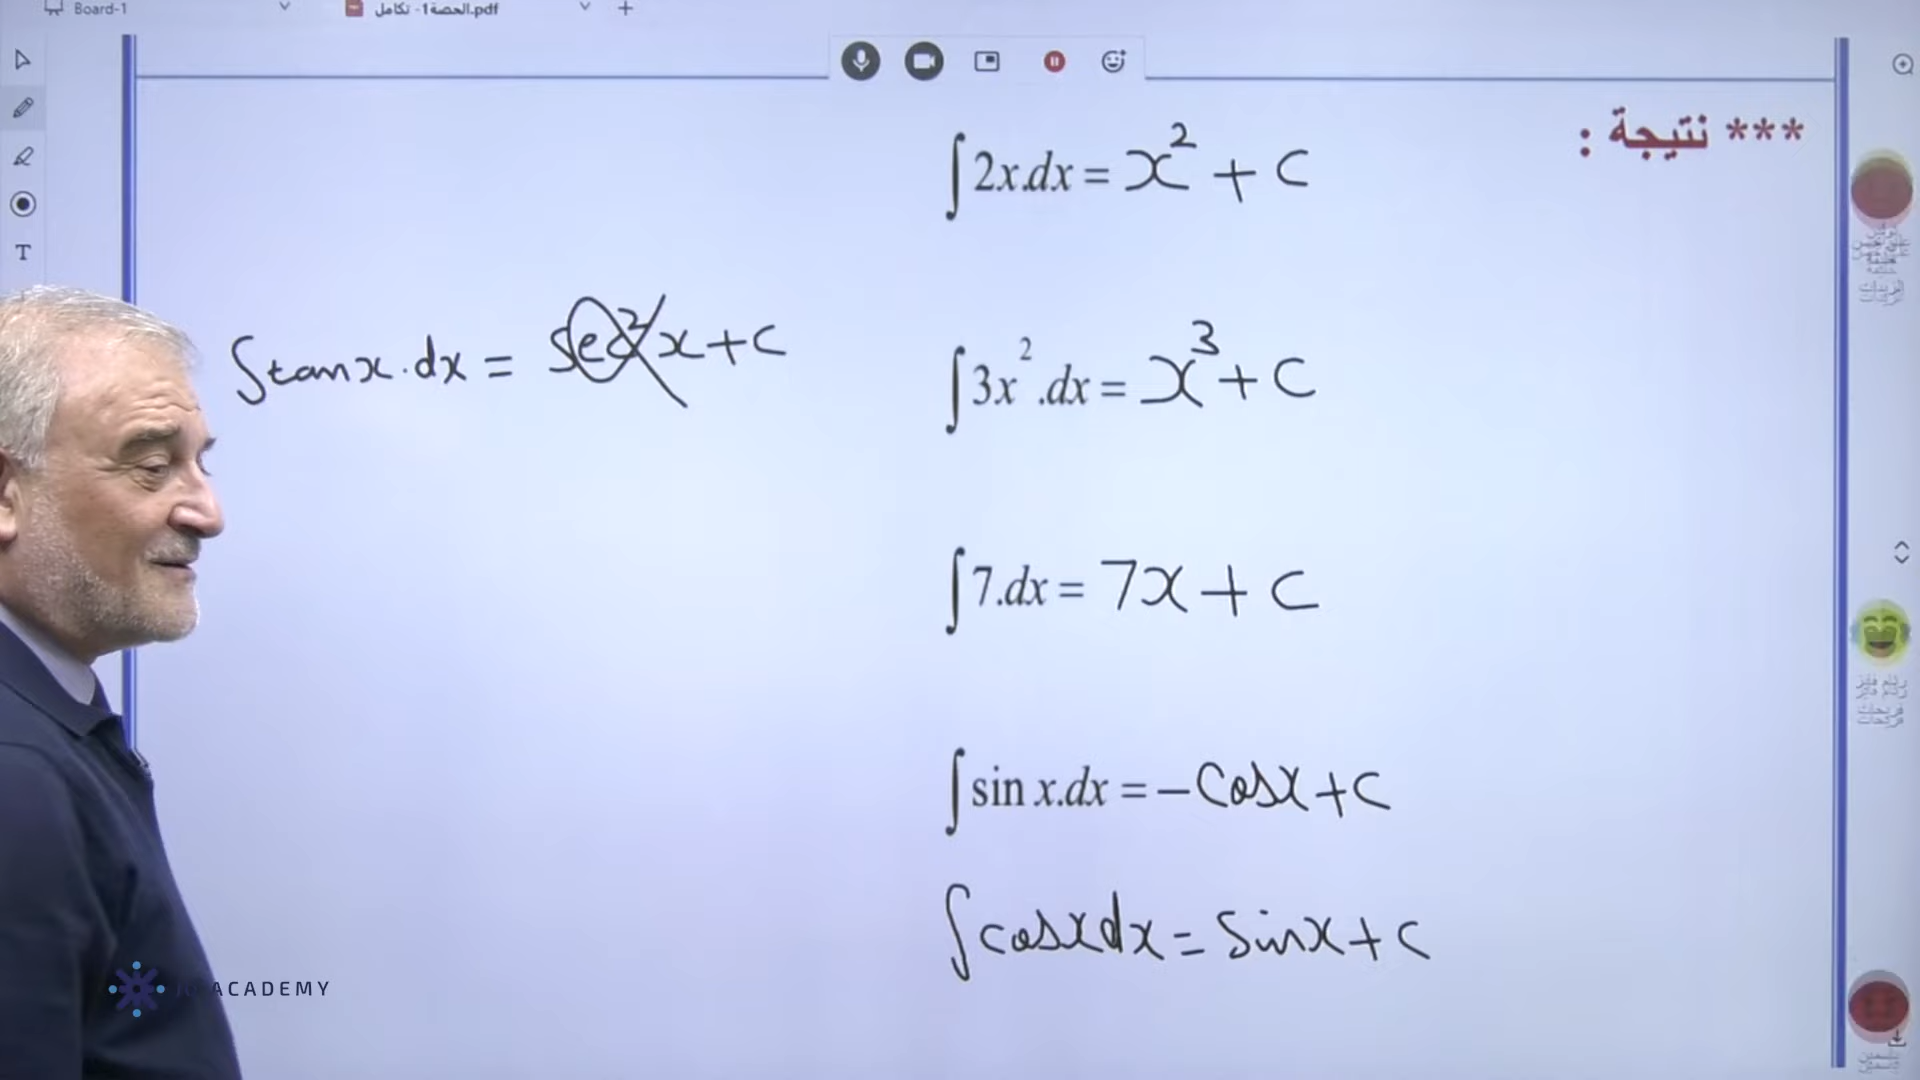 Board-1
الحصة1- تكامل.pdf
*** نتيجة :
∫2x.dx = x² + c
∫tanx.dx = sec²x+c
∫3x².dx = x³+c
∫7.dx = 7x + c
∫sin x.dx = -cosx+c
∫cosxdx = sinx+c
T
ACADEMY